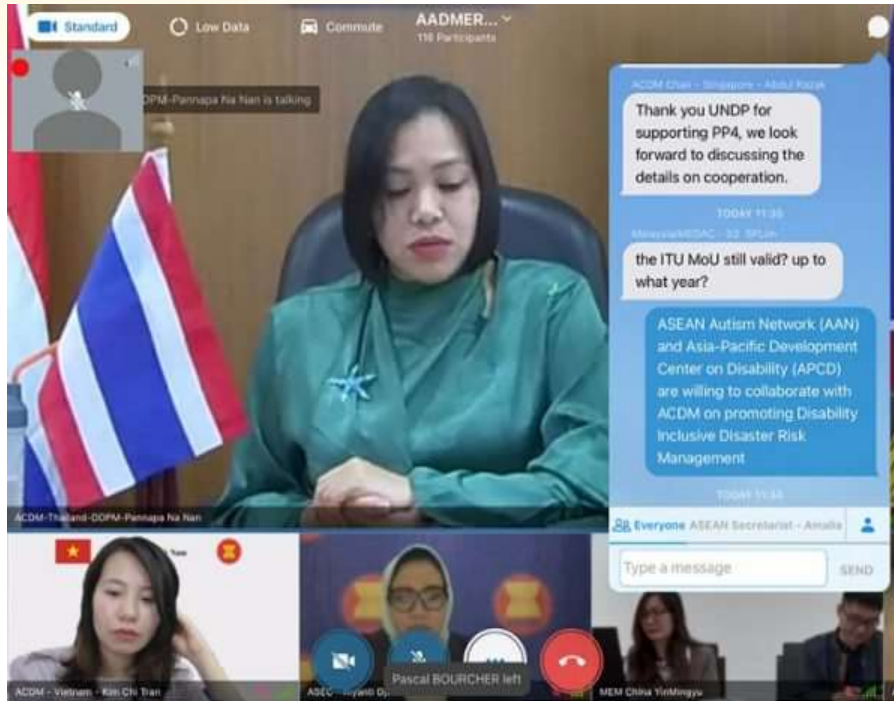 Standard
Low Data
Commute
AADMER...
116 Participants
DPM-Pannapa Na Nan is talking
ACDM Chair - Singapore - Abdul Razak
Thank you UNDP for
supporting PP4, we look
forward to discussing the
details on cooperation.
TODAY 11:35
the ITU MoU still valid? up to
what year?
ASEAN Autism Network (AAN)
and Asia-Pacific Development
Center on Disability (APCD)
are willing to collaborate with
ACDM on promoting Disability
Inclusive Disaster Risk
Management
Everyone
ASEAN Secretariat - Amalia
Type a message
SEND
ACDM-Thailand-DDPM-Pannapa Na Nan
Nam
ACDM - Vietnam - Kim Chi Tran
ASEC
Pascal BOURCHER left
MEM China YinMingyu